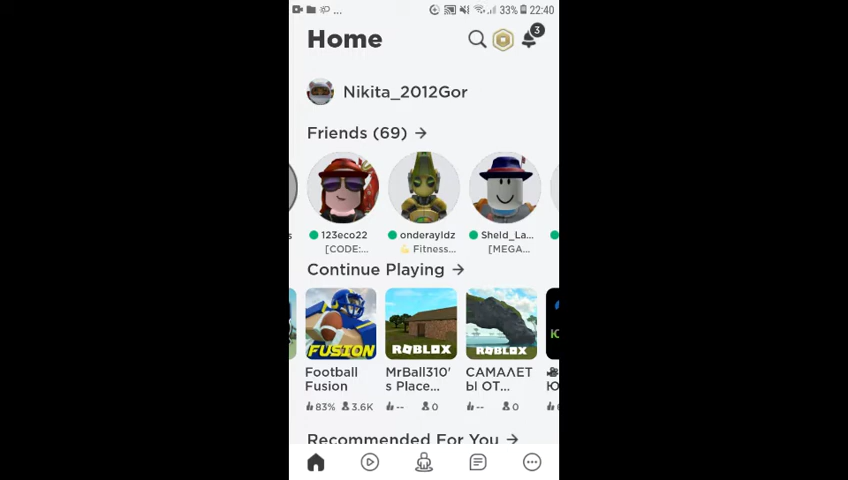 ... 33% 22:40
Home
3
Nikita_2012Gor
Friends (69) →
s 123eco22 onderayldz Sheld_La...
[CODE:... 💪 Fitness... [MEGA...
Continue Playing →
FUSION ROBLOX ROBLOX
Football MrBall310' САМАЛЕТ
Fusion s Place... Ы ОТ... Ю
83% 3.6K -- 0 -- 0
Recommended For You →